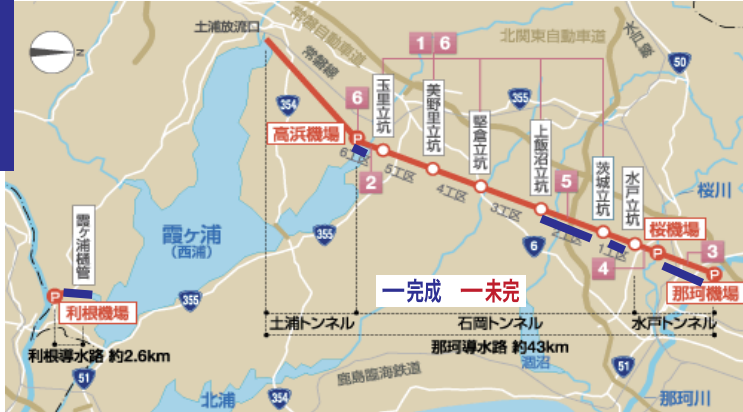 土浦放流口
常磐自動車道
常磐線
北関東自動車道
水戸線
N
1 6
50
354
355
玉里立坑
美野里立坑
堅倉立坑
上飯沼立坑
茨城立坑
水戸立坑
6
高浜機場
P
6工区
5工区
4工区
3工区
2工区
1工区
2
5
4
3
桜川
桜機場
P
那珂機場
P
霞ヶ浦
(西浦)
355
6
霞ヶ浦樋管
355
P
利根機場
完成
未完
土浦トンネル
石岡トンネル
水戸トンネル
利根導水路 約2.6km
那珂導水路 約43km
51
涸沼
51
鹿島臨海鉄道
北浦
354
那珂川